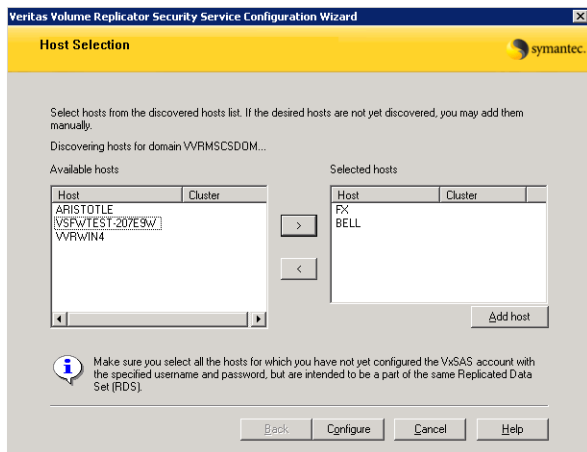 Veritas Volume Replicator Security Service Configuration Wizard
Host Selection
symantec.
Select hosts from the discovered hosts list. If the desired hosts are not yet discovered, you may add them
manually.
Discovering hosts for domain VVRMSCSDOM...
Available hosts
Selected hosts
Host Cluster
Host Cluster
ARISTOTLE
FX
VSFWTEST-207E9W
BELL
VVRWIN4
>
<
Add host
Make sure you select all the hosts for which you have not yet configured the VxSAS account with
the specified username and password, but are intended to be a part of the same Replicated Data
Set (RDS).
Back Configure Cancel Help